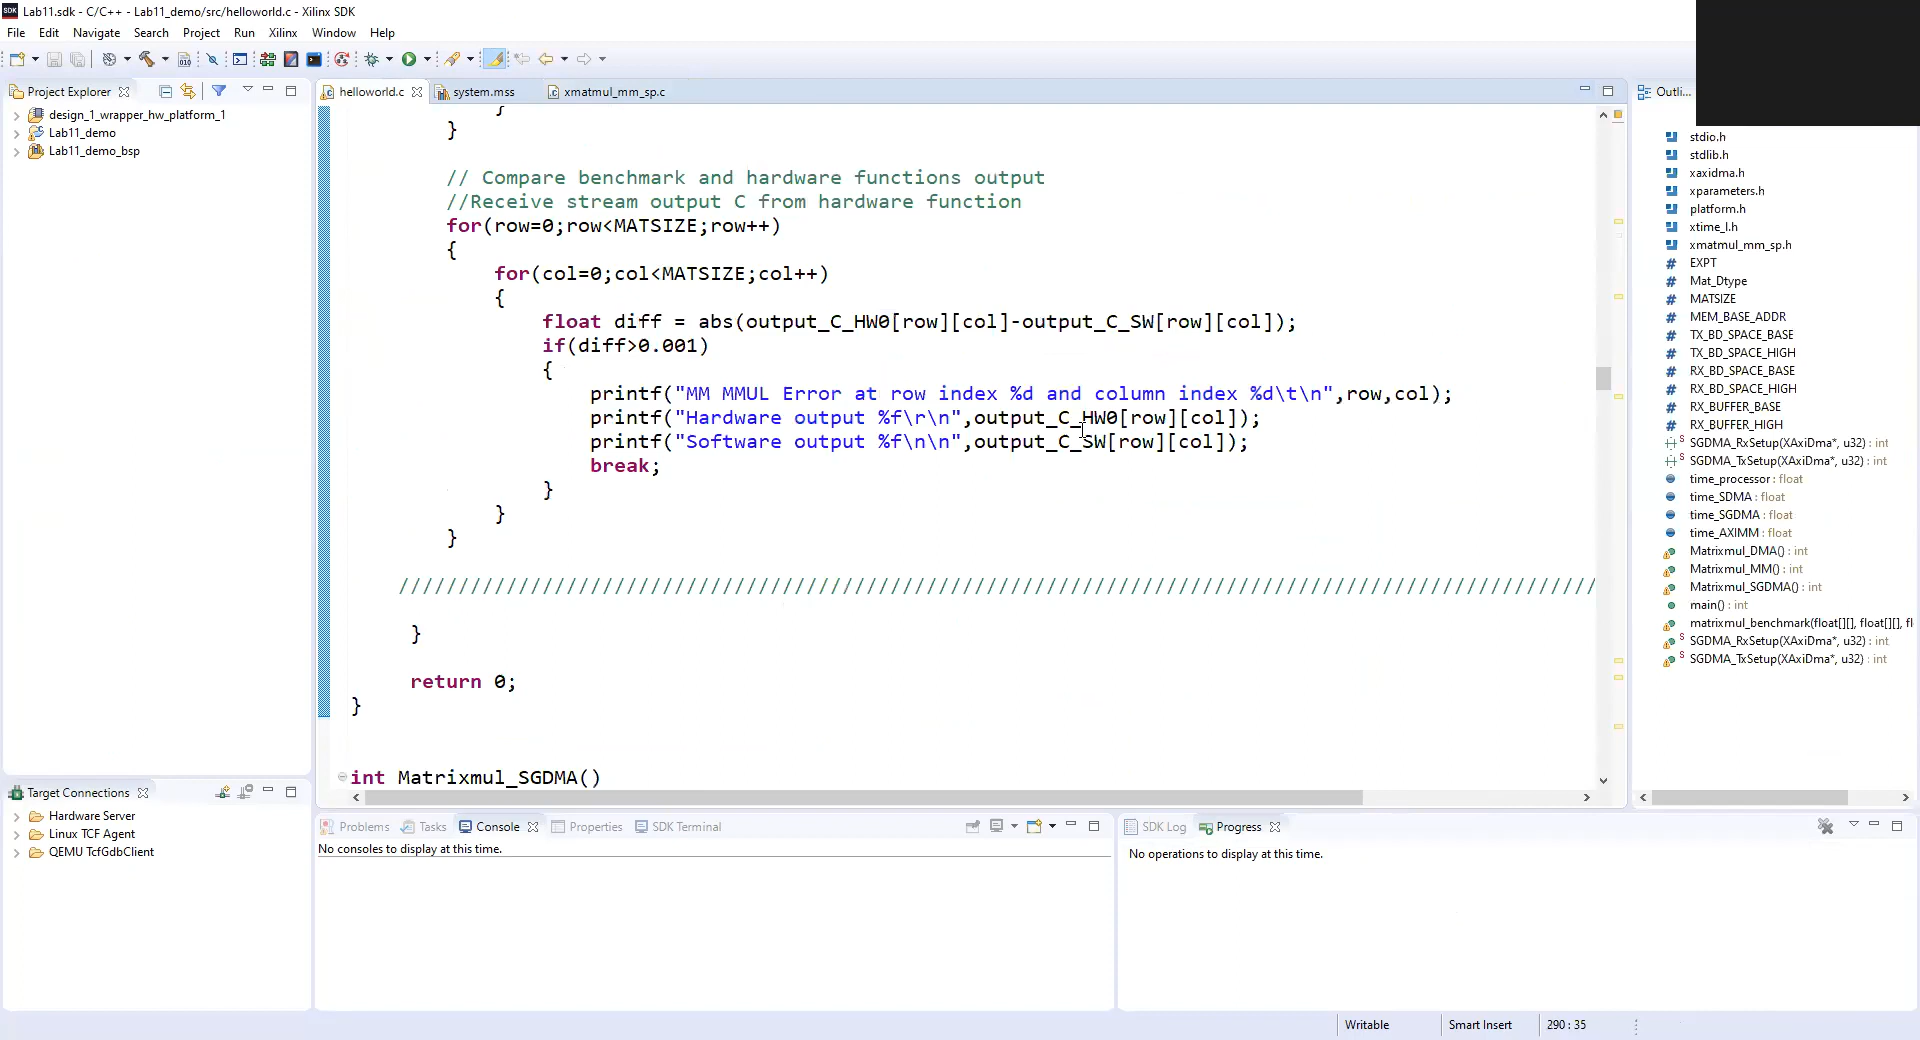 Lab11.sdk - C/C++ - Lab11_demo/src/helloworld.c - Xilinx SDK
File Edit Navigate Search Project Run Xilinx Window Help
Project Explorer
design_1_wrapper_hw_platform_1
Lab11_demo
Lab11_demo_bsp
helloworld.c system.mss xmatmul_mm_sp.c
}
}
// Compare benchmark and hardware functions output
//Receive stream output C from hardware function
for(row=0;row<MATSIZE;row++)
{
for(col=0;col<MATSIZE;col++)
{
float diff = abs(output_C_HW0[row][col]-output_C_SW[row][col]);
if(diff>0.001)
{
printf("MM MMUL Error at row index %d and column index %d\t\n",row,col);
printf("Hardware output %f\r\n",output_C_HW0[row][col]);
printf("Software output %f\n\n",output_C_SW[row][col]);
break;
}
}
}
////////////////////////////////////////////////////////////////////////////////////////////////////
}
return 0;
}
int Matrixmul_SGDMA()
Outli...
stdio.h
stdlib.h
xaxidma.h
xparameters.h
platform.h
xtime_l.h
xmatmul_mm_sp.h
EXPT
Mat_Dtype
MATSIZE
MEM_BASE_ADDR
TX_BD_SPACE_BASE
TX_BD_SPACE_HIGH
RX_BD_SPACE_BASE
RX_BD_SPACE_HIGH
RX_BUFFER_BASE
RX_BUFFER_HIGH
SGDMA_RxSetup(XAxiDma*, u32) : int
SGDMA_TxSetup(XAxiDma*, u32) : int
time_processor : float
time_SDMA : float
time_SGDMA : float
time_AXIMM : float
Matrixmul_DMA() : int
Matrixmul_MM() : int
Matrixmul_SGDMA() : int
main() : int
matrixmul_benchmark(float[][], float[][], fl
SGDMA_RxSetup(XAxiDma*, u32) : int
SGDMA_TxSetup(XAxiDma*, u32) : int
Target Connections
Hardware Server
Linux TCF Agent
QEMU TcfGdbClient
Problems Tasks Console Properties SDK Terminal
No consoles to display at this time.
SDK Log Progress
No operations to display at this time.
Writable Smart Insert 290 : 35